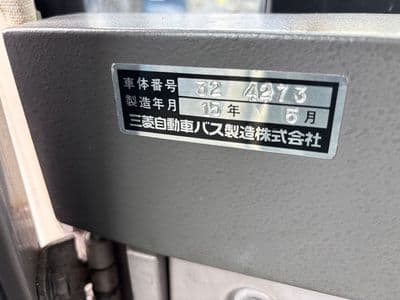 車体番号 32 4273
製造年月 15年 5月
三菱自動車バス製造株式会社